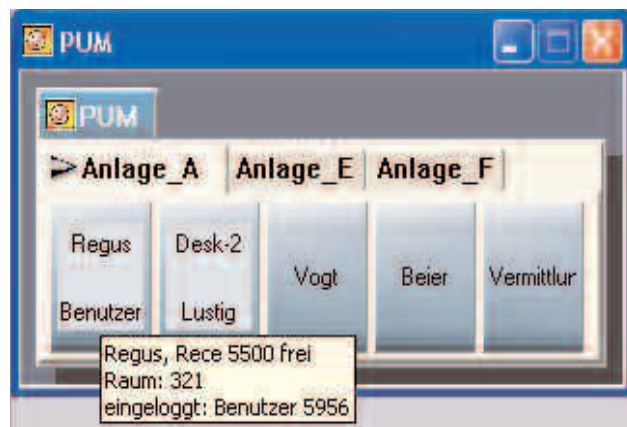 PUM
PUM
Anlage_A Anlage_E Anlage_F
Regus Desk-2
Vogt Beier Vermittlur
Benutzer Lustig
Regus, Rece 5500 frei
Raum: 321
eingeloggt: Benutzer 5956